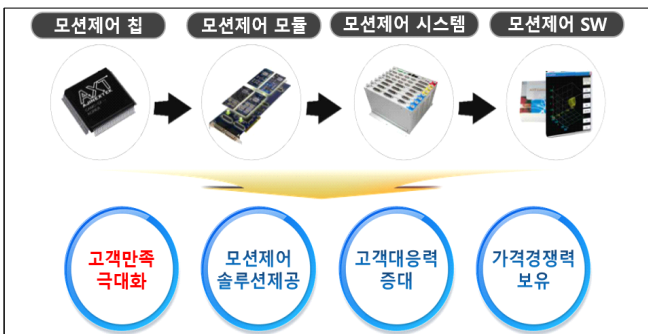 모션제어 칩
모션제어 모듈
모션제어 시스템
모션제어 SW
AXT
고객만족
극대화
모션제어
솔루션제공
고객대응력
증대
가격경쟁력
보유